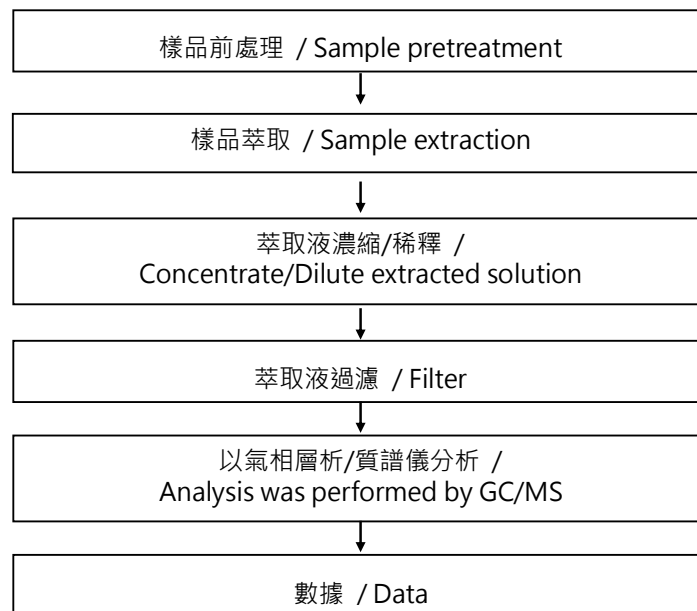 樣品前處理 / Sample pretreatment
樣品萃取 / Sample extraction
萃取液濃縮/稀釋 /
Concentrate/Dilute extracted solution
萃取液過濾 / Filter
以氣相層析/質譜儀分析 /
Analysis was performed by GC/MS
數據 / Data